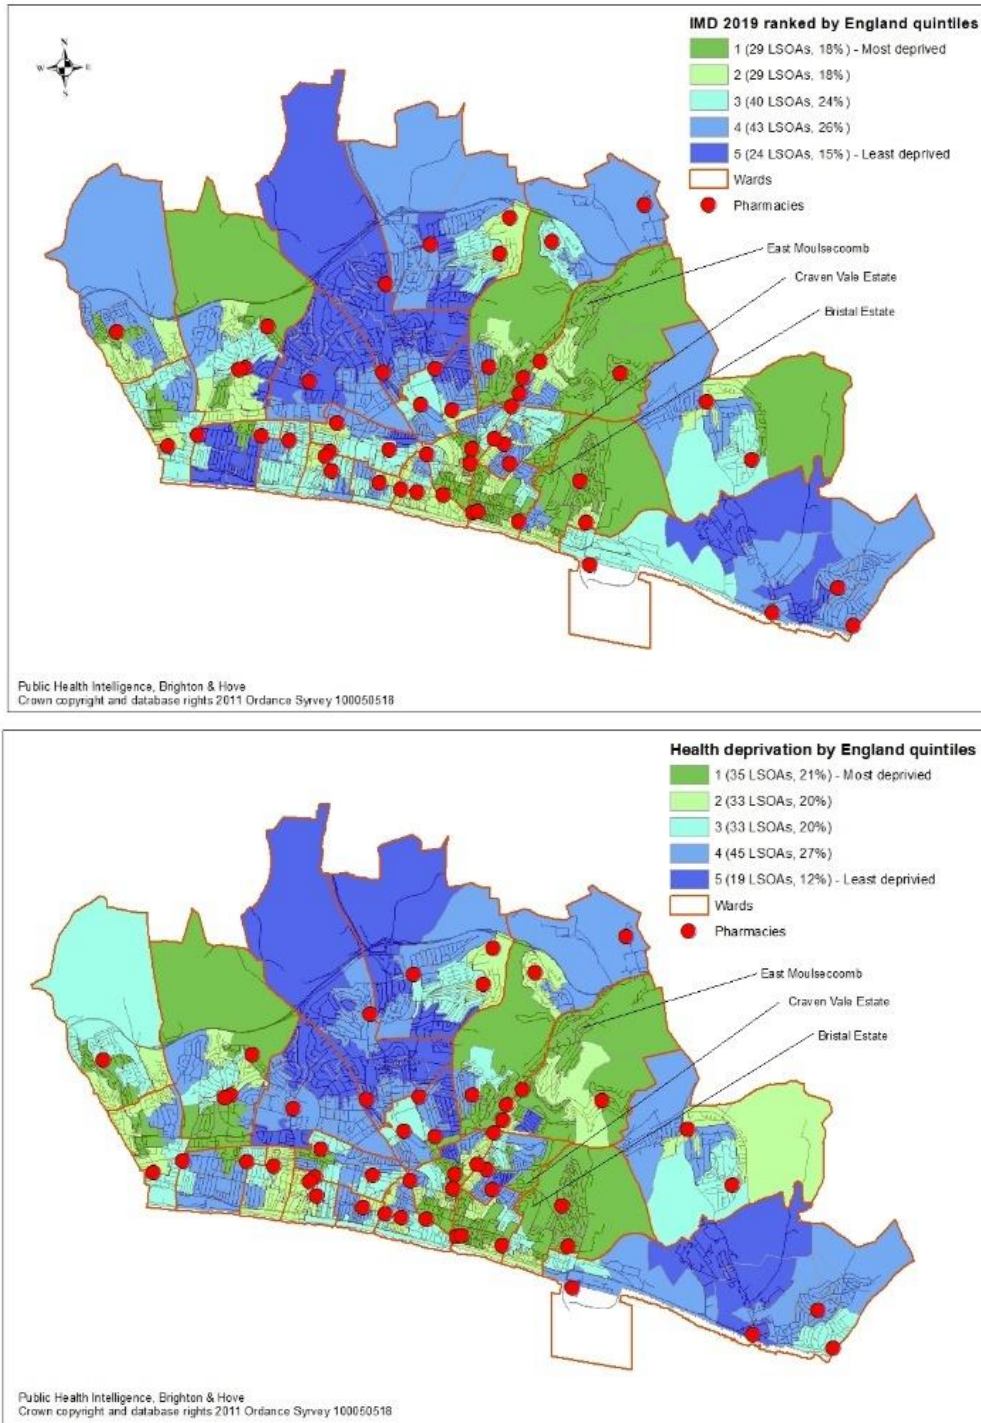 IMD 2019 ranked by England quintiles
1 (29 LSOAs, 18%) - Most deprived
2 (29 LSOAs, 18%)
3 (40 LSOAs, 24%)
4 (43 LSOAs, 26%)
5 (24 LSOAs, 15%) - Least deprived
Wards
Pharmacies
N
W E
S
East Moulsecoomb
Craven Vale Estate
Bristal Estate
Public Health Intelligence, Brighton & Hove
Crown copyright and database rights 2011 Ordance Syrvey 100050518
Health deprivation by England quintiles
1 (35 LSOAs, 21%) - Most deprivied
2 (33 LSOAs, 20%)
3 (33 LSOAs, 20%)
4 (45 LSOAs, 27%)
5 (19 LSOAs, 12%) - Least deprivied
Wards
Pharmacies
East Moulsecoomb
Craven Vale Estate
Bristal Estate
Public Health Intelligence, Brighton & Hove
Crown copyright and database rights 2011 Ordance Syrvey 100050518